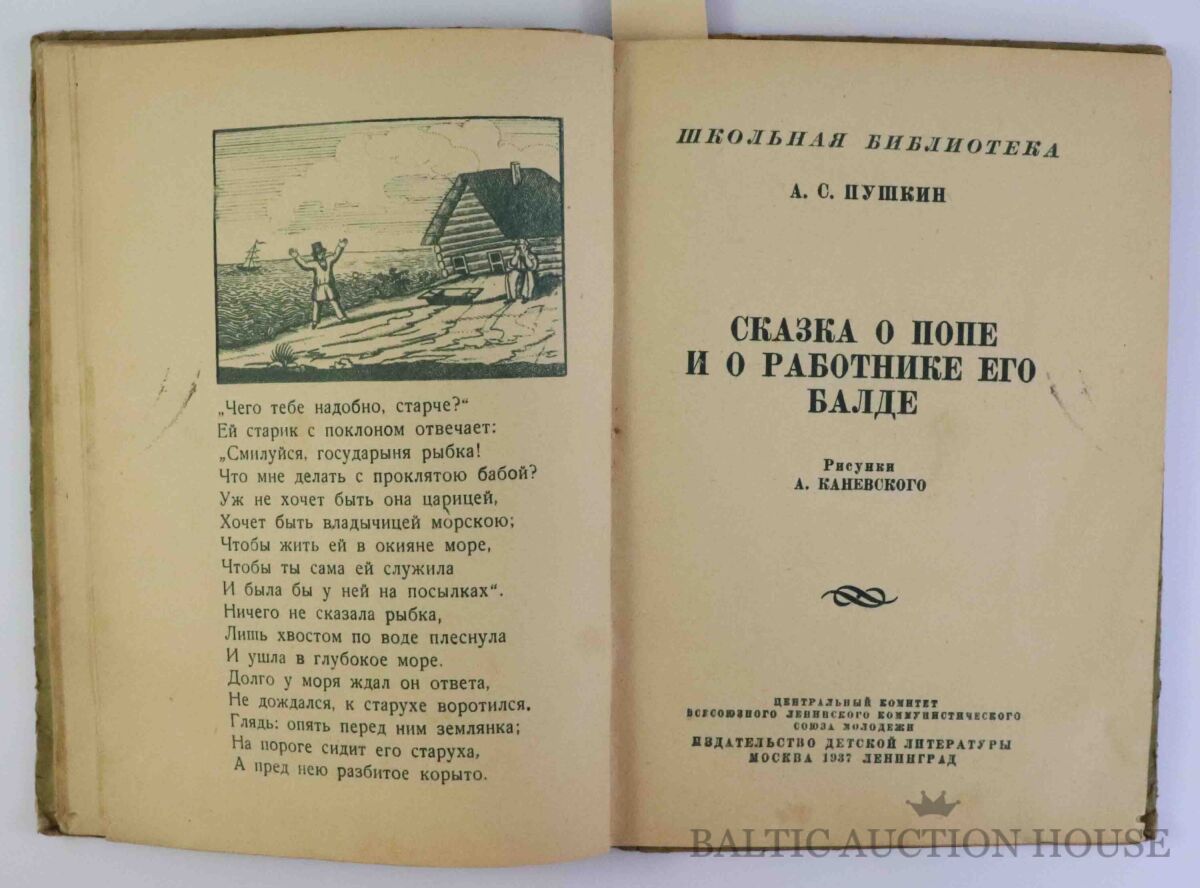 „Чего тебе надобно, старче?“
Ей старик с поклоном отвечает:
„Смилуйся, государыня рыбка!
Что мне делать с проклятою бабой?
Уж не хочет быть она царицей,
Хочет быть владычицей морскою;
Чтобы жить ей в окияне море,
Чтобы ты сама ей служила
И была бы у ней на посылках“.
Ничего не сказала рыбка,
Лишь хвостом по воде плеснула
И ушла в глубокое море.
Долго у моря ждал он ответа,
Не дождался, к старухе воротился.
Глядь: опять перед ним землянка;
На пороге сидит его старуха,
А пред нею разбитое корыто.
ШКОЛЬНАЯ БИБЛИОТЕКА
А. С. ПУШКИН
СКАЗКА О ПОПЕ
И О РАБОТНИКЕ ЕГО
БАЛДЕ
Рисунки
А. КАНЕВСКОГО
ЦЕНТРАЛЬНЫЙ КОМИТЕТ
ВСЕСОЮЗНОГО ЛЕНИНСКОГО КОММУНИСТИЧЕСКОГО
СОЮЗА МОЛОДЕЖИ
ИЗДАТЕЛЬСТВО ДЕТСКОЙ ЛИТЕРАТУРЫ
МОСКВА 1937 ЛЕНИНГРАД
BALTIC AUCTION HOUSE